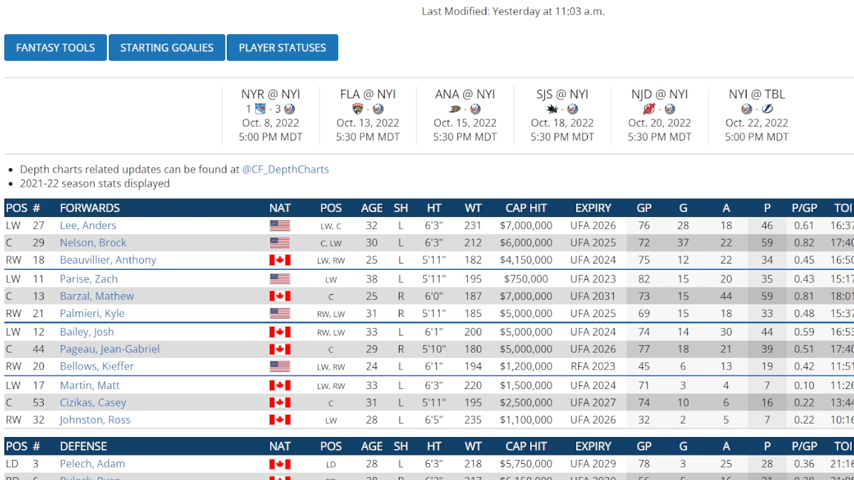 Last Modified: Yesterday at 11:03 a.m.
FANTASY TOOLS STARTING GOALIES PLAYER STATUSES
NYR @ NYI FLA @ NYI ANA @ NYI SJS @ NYI NJD @ NYI NYI @ TBL
1 - 3 - - - - -
Oct. 8, 2022 Oct. 13, 2022 Oct. 15, 2022 Oct. 18, 2022 Oct. 20, 2022 Oct. 22, 2022
5:00 PM MDT 5:30 PM MDT 5:30 PM MDT 5:30 PM MDT 5:30 PM MDT 5:00 PM MDT
• Depth charts related updates can be found at @CF_DepthCharts
• 2021-22 season stats displayed
POS # FORWARDS NAT POS AGE SH HT WT CAP HIT EXPIRY GP G A P P/GP TOI
LW 27 Lee, Anders LW, C 32 L 6'3" 231 $7,000,000 UFA 2026 76 28 18 46 0.61 16:37
C 29 Nelson, Brock C, LW 30 L 6'3" 212 $6,000,000 UFA 2025 72 37 22 59 0.82 17:40
RW 18 Beauvillier, Anthony LW, RW 25 L 5'11" 182 $4,150,000 UFA 2024 75 12 22 34 0.45 16:50
LW 11 Parise, Zach LW 38 L 5'11" 195 $750,000 UFA 2023 82 15 20 35 0.43 15:17
C 13 Barzal, Mathew C 25 R 6'0" 187 $7,000,000 UFA 2031 73 15 44 59 0.81 18:01
RW 21 Palmieri, Kyle LW, RW 31 R 5'11" 185 $5,000,000 UFA 2025 69 15 18 33 0.48 15:37
LW 12 Bailey, Josh RW, LW 33 L 6'1" 200 $5,000,000 UFA 2024 74 14 30 44 0.59 16:53
C 44 Pageau, Jean-Gabriel C 29 R 5'10" 180 $5,000,000 UFA 2026 77 18 21 39 0.51 17:40
RW 20 Bellows, Kieffer LW, RW 24 L 6'1" 194 $1,200,000 RFA 2023 45 6 13 19 0.42 11:51
LW 17 Martin, Matt LW, RW 33 L 6'3" 220 $1,500,000 UFA 2024 71 3 4 7 0.10 11:26
C 53 Cizikas, Casey C 31 L 5'11" 195 $2,500,000 UFA 2027 74 10 6 16 0.22 13:44
RW 32 Johnston, Ross LW 28 L 6'5" 235 $1,100,000 UFA 2026 32 2 5 7 0.22 10:16
POS # DEFENSE NAT POS AGE SH HT WT CAP HIT EXPIRY GP G A P P/GP TOI
LD 3 Pelech, Adam LD 28 L 6'3" 218 $5,750,000 UFA 2029 78 3 25 28 0.36 21:16